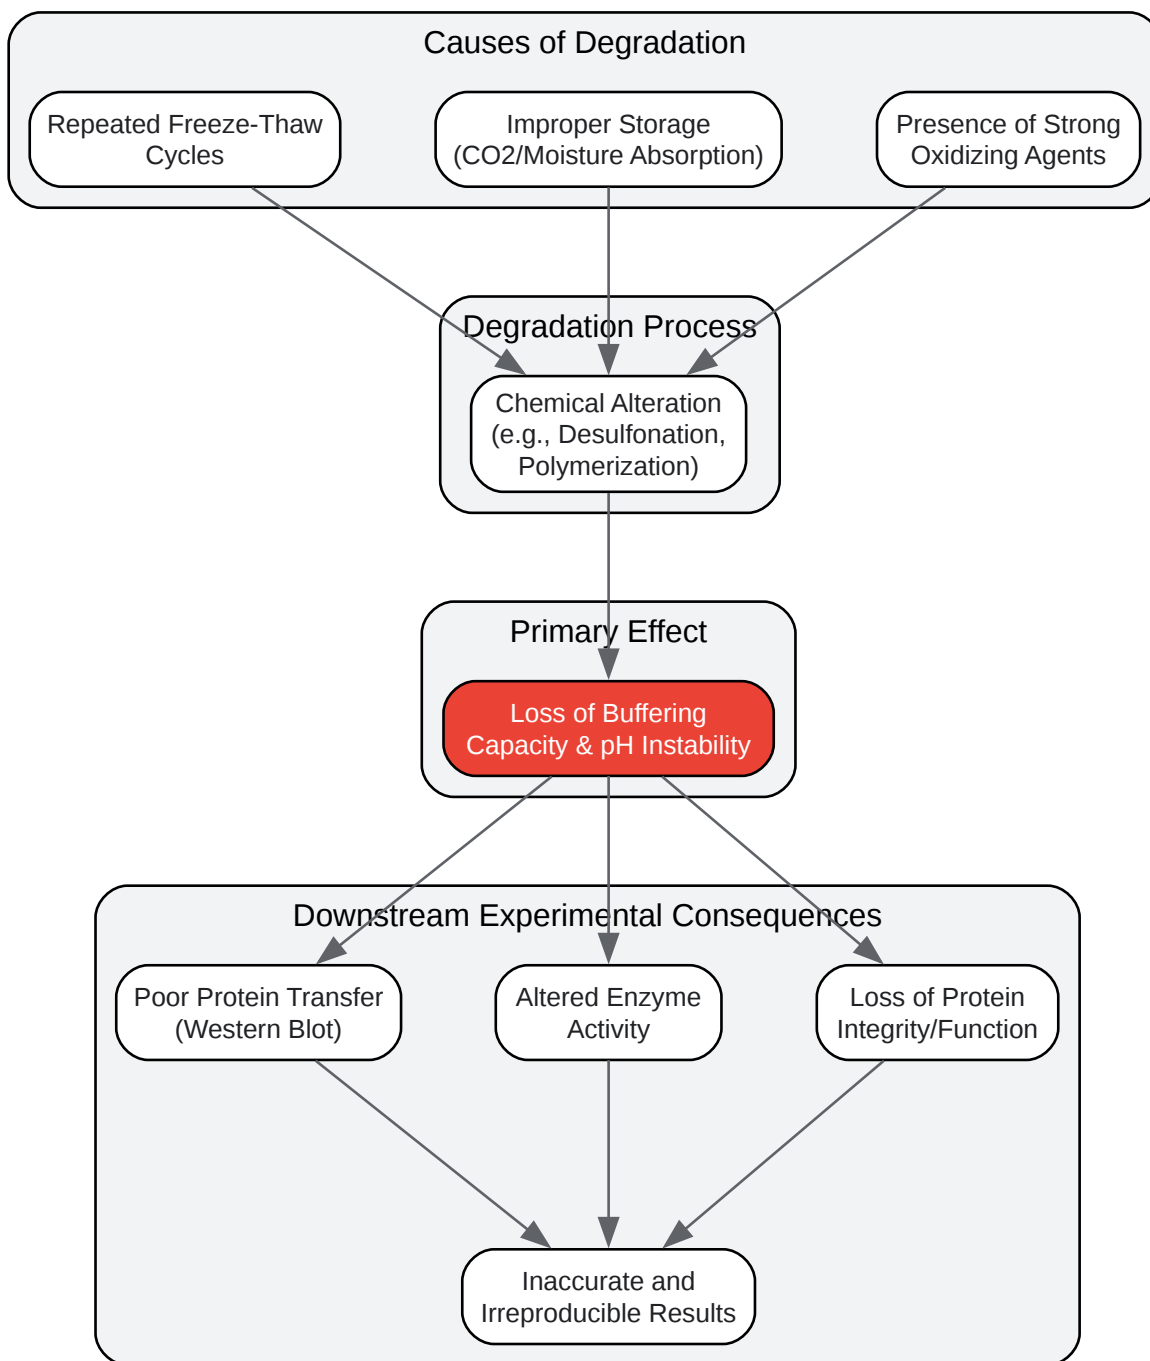 Causes of Degradation
Repeated Freeze-Thaw
Cycles
Improper Storage
(CO2/Moisture Absorption)
Presence of Strong
Oxidizing Agents
Degradation Process
Chemical Alteration
(e.g., Desulfonation,
Polymerization)
Primary Effect
Loss of Buffering
Capacity & pH Instability
Downstream Experimental Consequences
Poor Protein Transfer
(Western Blot)
Altered Enzyme
Activity
Loss of Protein
Integrity/Function
Inaccurate and
Irreproducible Results